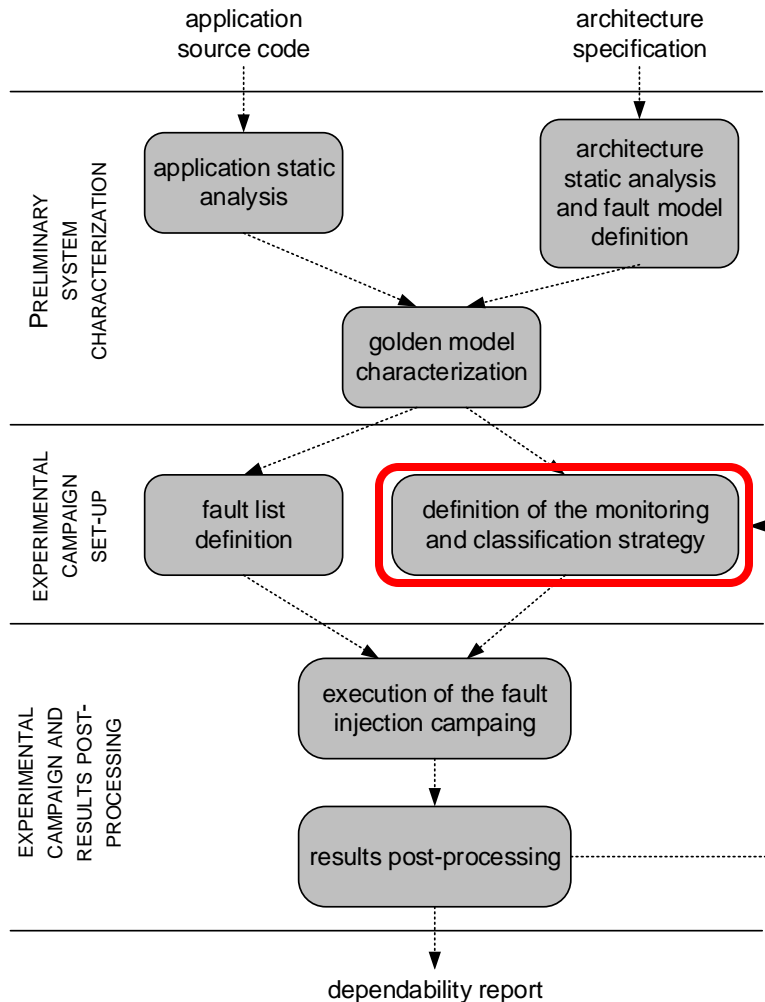 application
source code
architecture
specification
PRELIMINARY
SYSTEM
CHARACTERIZATION
application static
analysis
architecture
static analysis
and fault model
definition
golden model
characterization
EXPERIMENTAL
CAMPAIGN
SET-UP
fault list
definition
definition of the monitoring
and classification strategy
EXPERIMENTAL
CAMPAIGN AND
RESULTS POST-
PROCESSING
execution of the fault
injection campaing
results post-processing
dependability report